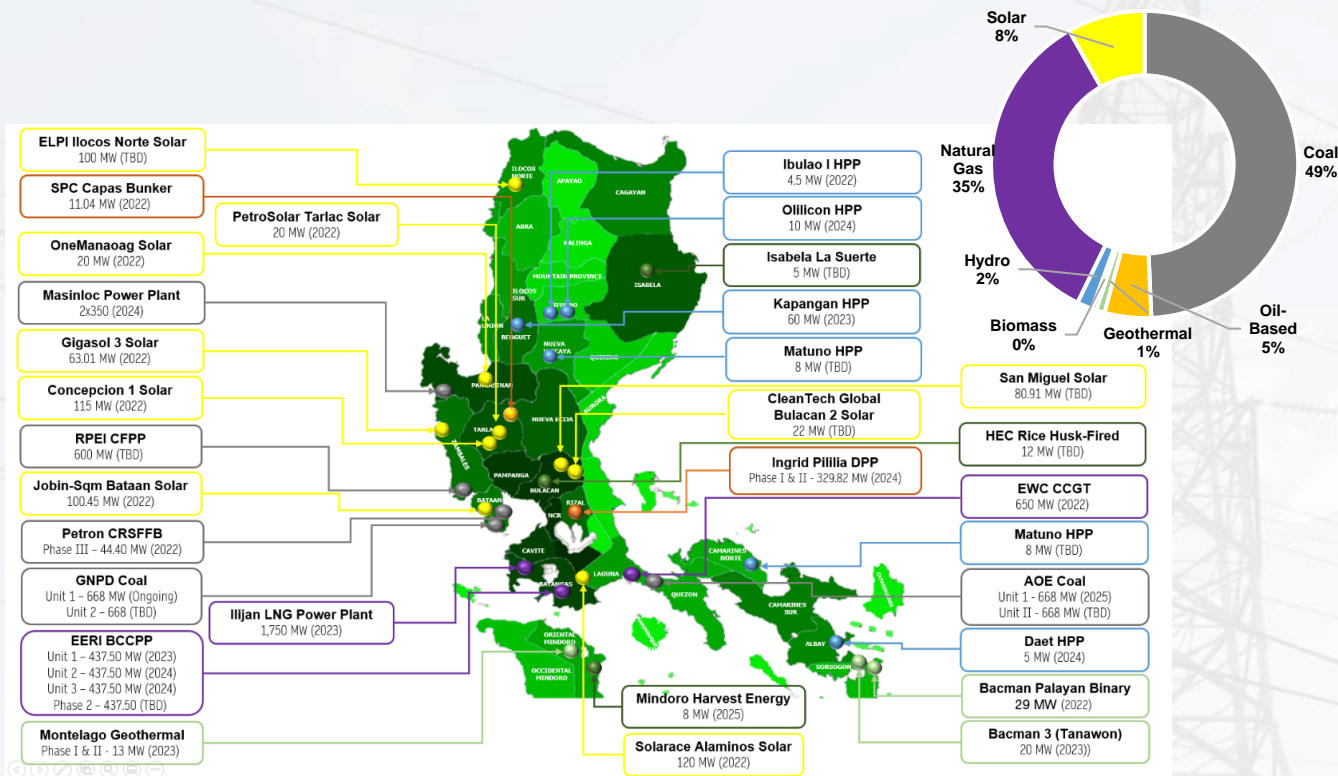 Solar
8%
Natural
Gas
35%
Coal
49%
Hydro
2%
Biomass
0%
Geothermal
1%
Oil-
Based
5%
ELPI Ilocos Norte Solar
100 MW (TBD)
SPC Capas Bunker
11.04 MW (2022)
PetroSolar Tarlac Solar
20 MW (2022)
OneManaoag Solar
20 MW (2022)
Masinloc Power Plant
2x350 (2024)
Gigasol 3 Solar
63.01 MW (2022)
Concepcion 1 Solar
115 MW (2022)
RPEI CFPP
600 MW (TBD)
Jobin-Sqm Bataan Solar
100.45 MW (2022)
Petron CRSFFB
Phase III – 44.40 MW (2022)
GNPD Coal
Unit 1 – 668 MW (Ongoing)
Unit 2 – 668 (TBD)
Ilijan LNG Power Plant
1,750 MW (2023)
EERI BCCPP
Unit 1 – 437.50 MW (2023)
Unit 2 – 437.50 MW (2024)
Unit 3 – 437.50 MW (2024)
Phase 2 – 437.50 (TBD)
Montelago Geothermal
Phase I & II - 13 MW (2023)
Ibulao I HPP
4.5 MW (2022)
Olilicon HPP
10 MW (2024)
Isabela La Suerte
5 MW (TBD)
Kapangan HPP
60 MW (2023)
Matuno HPP
8 MW (TBD)
San Miguel Solar
80.91 MW (TBD)
CleanTech Global
Bulacan 2 Solar
22 MW (TBD)
HEC Rice Husk-Fired
12 MW (TBD)
Ingrid Pililia DPP
Phase I & II - 329.82 MW (2024)
EWC CCGT
650 MW (2022)
Matuno HPP
8 MW (TBD)
AOE Coal
Unit 1 - 668 MW (2025)
Unit II - 668 MW (TBD)
Daet HPP
5 MW (2024)
Bacman Palayan Binary
29 MW (2022)
Bacman 3 (Tanawon)
20 MW (2023))
Mindoro Harvest Energy
8 MW (2025)
Solarace Alaminos Solar
120 MW (2022)
ILOCOS
NORTE
APAYAO
CAGAYAN
ABRA
KALINGA
MOUNTAIN PROVINCE
ISABELA
ILOCOS
SUR
BENGUET
NUEVA
QUIRINO
PANGASINAN
AURORA
NUEVA ECIJA
ZAMBALES
PAMPANGA
BULACAN
BATAAN
RIZAL
NCR
CAVITE
BATANGAS
LAGUNA
QUEZON
CAMARINES
NORTE
CAMARINES
SUR
ALBAY
SORSOGON
ORIENTAL
MINDORO
OCCIDENTAL
MINDORO